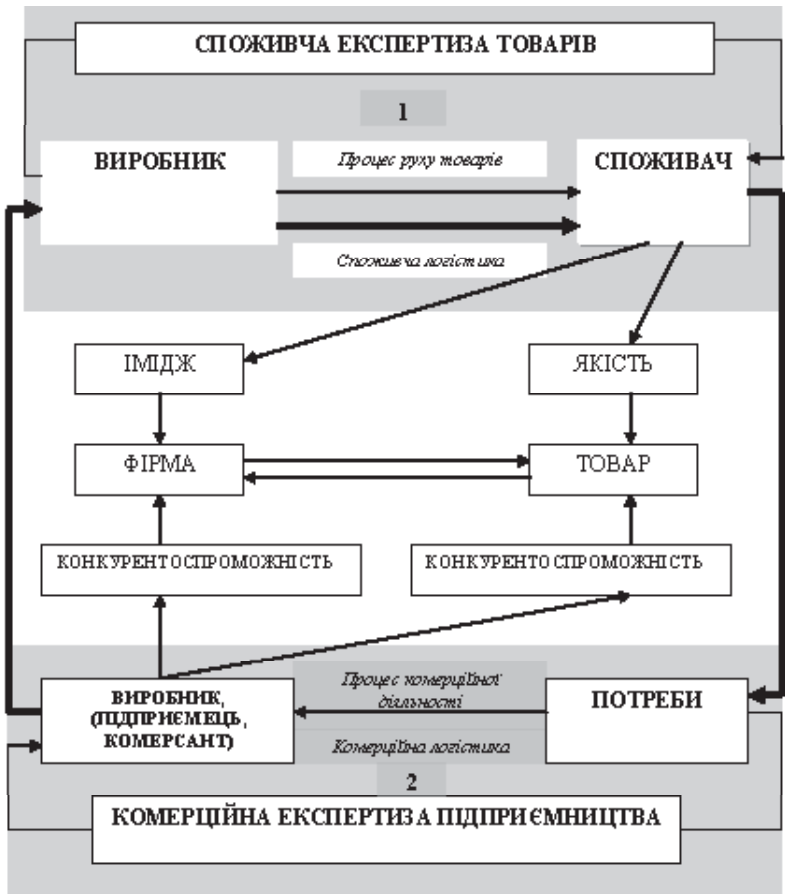 СПОЖИВЧА ЕКСПЕРТИЗА ТОВАРІВ
1
ВИРОБНИК
Процес руху товарів
СПОЖИВАЧ
Споживча логістика
ІМІДЖ
ЯКІСТЬ
ФІРМА
ТОВАР
КОНКУРЕНТОСПРОМОЖНІСТЬ
КОНКУРЕНТОСПРОМОЖНІСТЬ
ВИРОБНИК,
(ПІДПРИЄМЕЦЬ,
КОМЕРСАНТ)
Процес комерційної
діяльності
ПОТРЕБИ
Комерційна логістика
2
КОМЕРЦІЙНА ЕКСПЕРТИЗА ПІДПРИЄМНИЦТВА